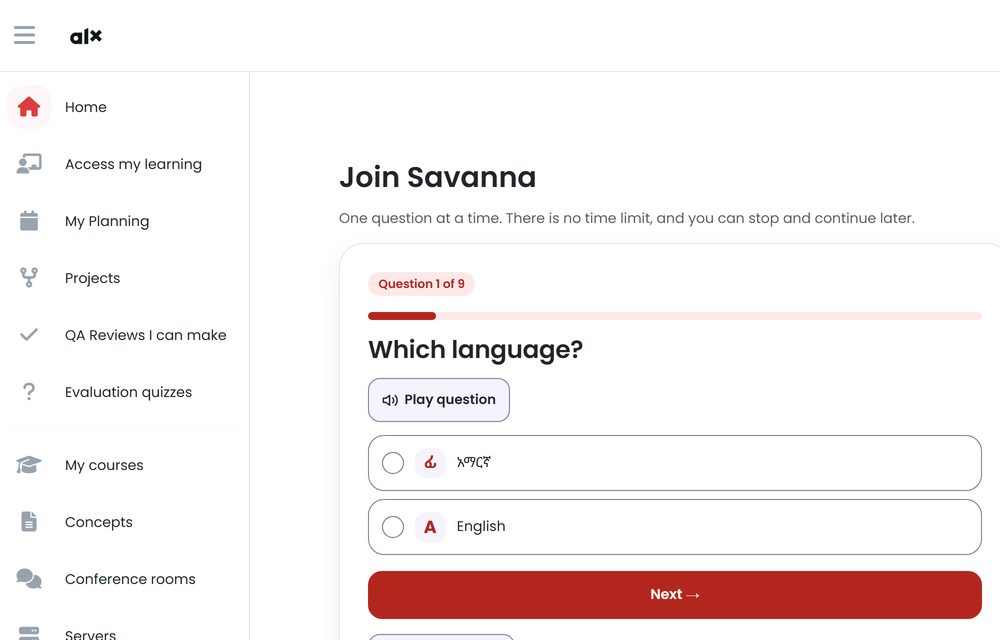 alx
Home
Access my learning
My Planning
Projects
QA Reviews I can make
Evaluation quizzes
My courses
Concepts
Conference rooms
Servers
Join Savanna
One question at a time. There is no time limit, and you can stop and continue later.
Question 1 of 9
Which language?
Play question
ፊ አማርኛ
A English
Next →